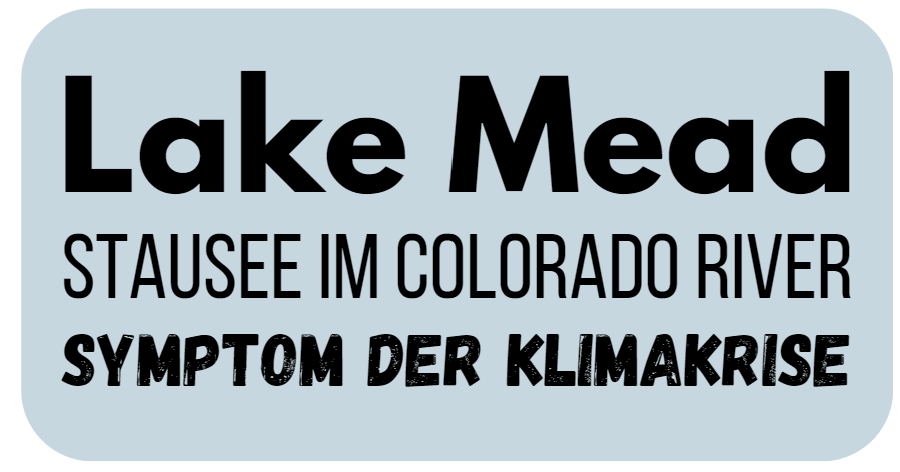 Lake Mead
STAUSEE IM COLORADO RIVER
SYMPTOM DER KLIMAKRISE